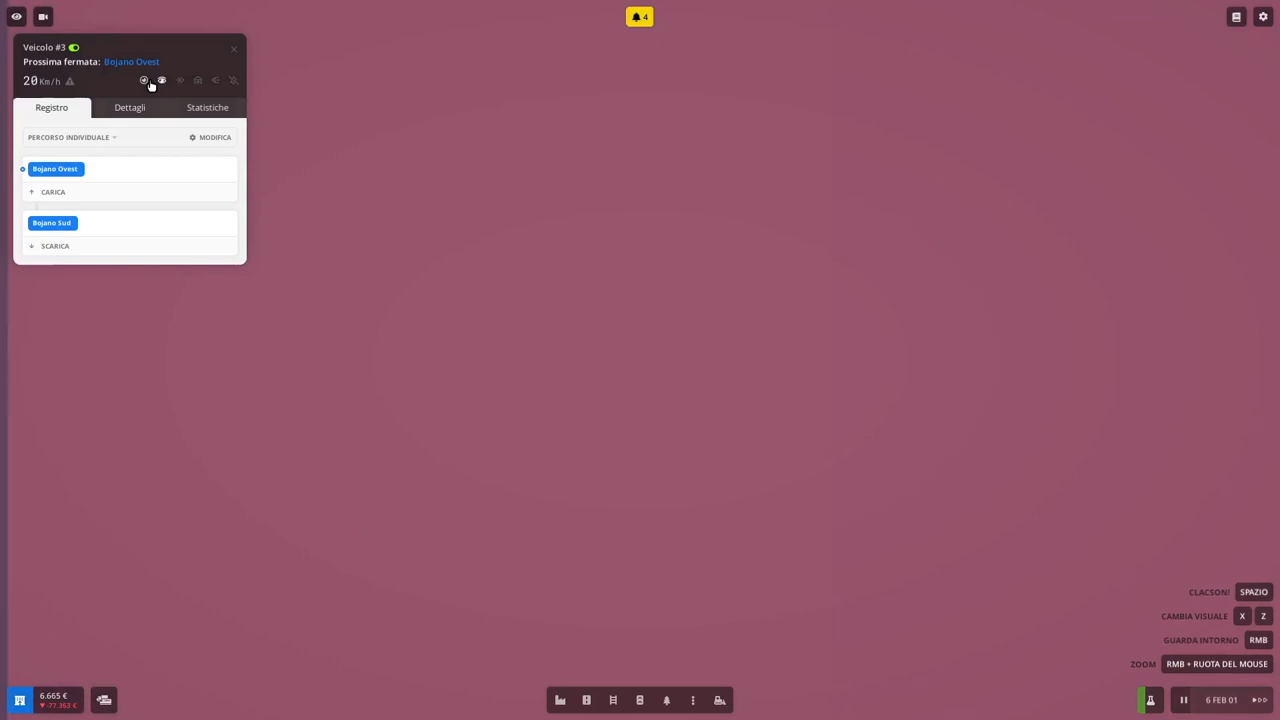 4
Veicolo #3
Prossima fermata: Bojano Ovest
20 Km/h
Registro Dettagli Statistiche
PERCORSO INDIVIDUALE MODIFICA
Bojano Ovest
CARICA
Bojano Sud
SCARICA
CLACSON! SPAZIO
CAMBIA VISUALE X Z
GUARDA INTORNO RMB
ZOOM RMB + RUOTA DEL MOUSE
6.665 €
-77.363 €
6 FEB 01